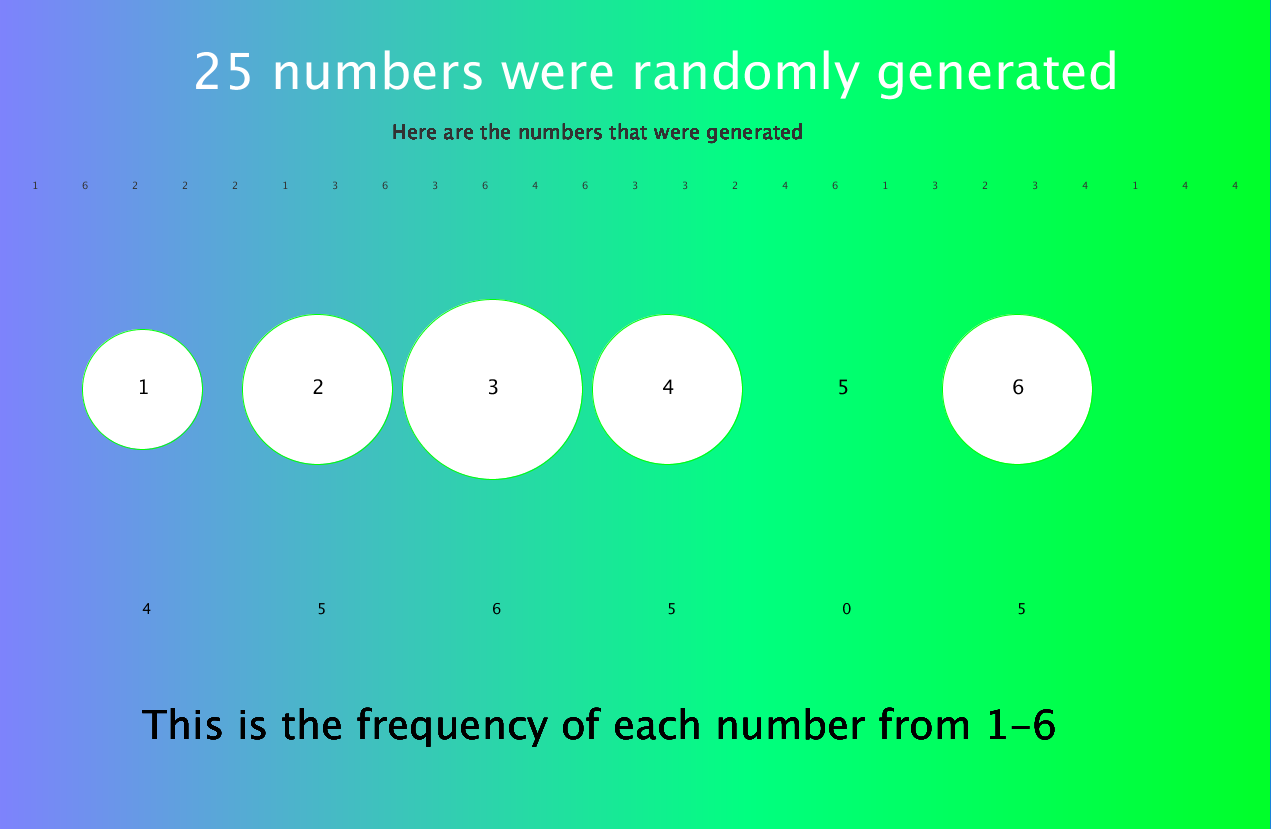 25 numbers were randomly generated
Here are the numbers that were generated
1 6 2 2 2 1 3 6 3 6 4 6 3 3 2 4 6 1 3 2 3 4 1 4 4
1 2 3 4 5 6
4 5 6 5 0 5
This is the frequency of each number from 1-6